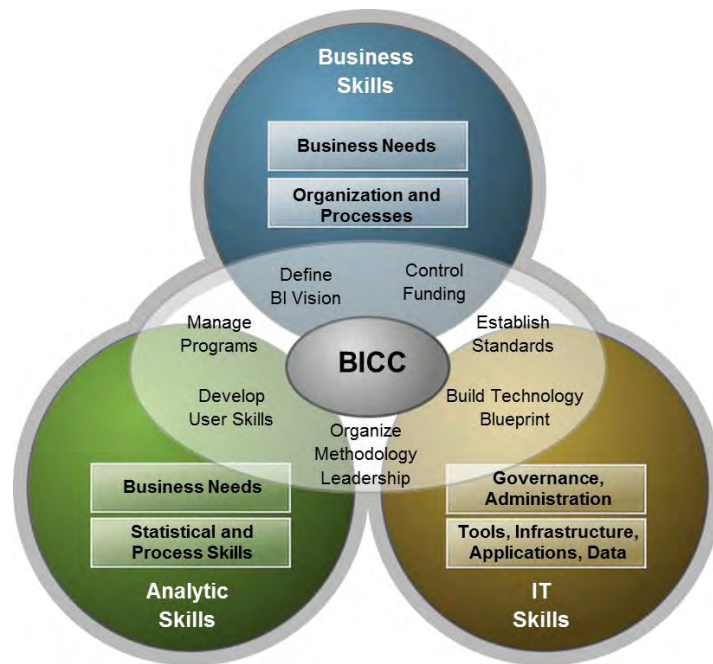 Business
Skills
Business Needs
Organization and
Processes
Define
BI Vision
Control
Funding
Manage
Programs
Establish
Standards
BICC
Develop
User Skills
Build Technology
Blueprint
Organize
Methodology
Leadership
Business Needs
Statistical and
Process Skills
Analytic
Skills
Governance,
Administration
Tools, Infrastructure,
Applications, Data
IT
Skills